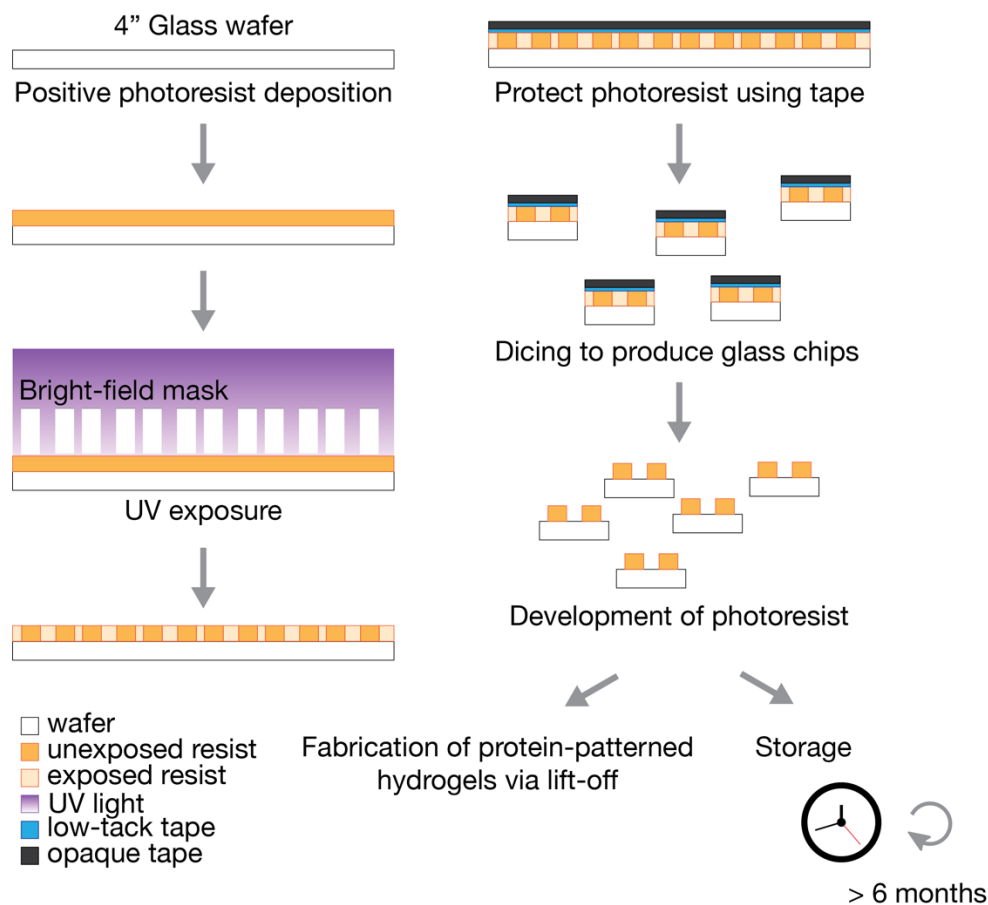 4” Glass wafer
Positive photoresist deposition
Bright-field mask
UV exposure
wafer
unexposed resist
exposed resist
UV light
low-tack tape
opaque tape
Protect photoresist using tape
Dicing to produce glass chips
Development of photoresist
Fabrication of protein-patterned
hydrogels via lift-off
Storage
> 6 months